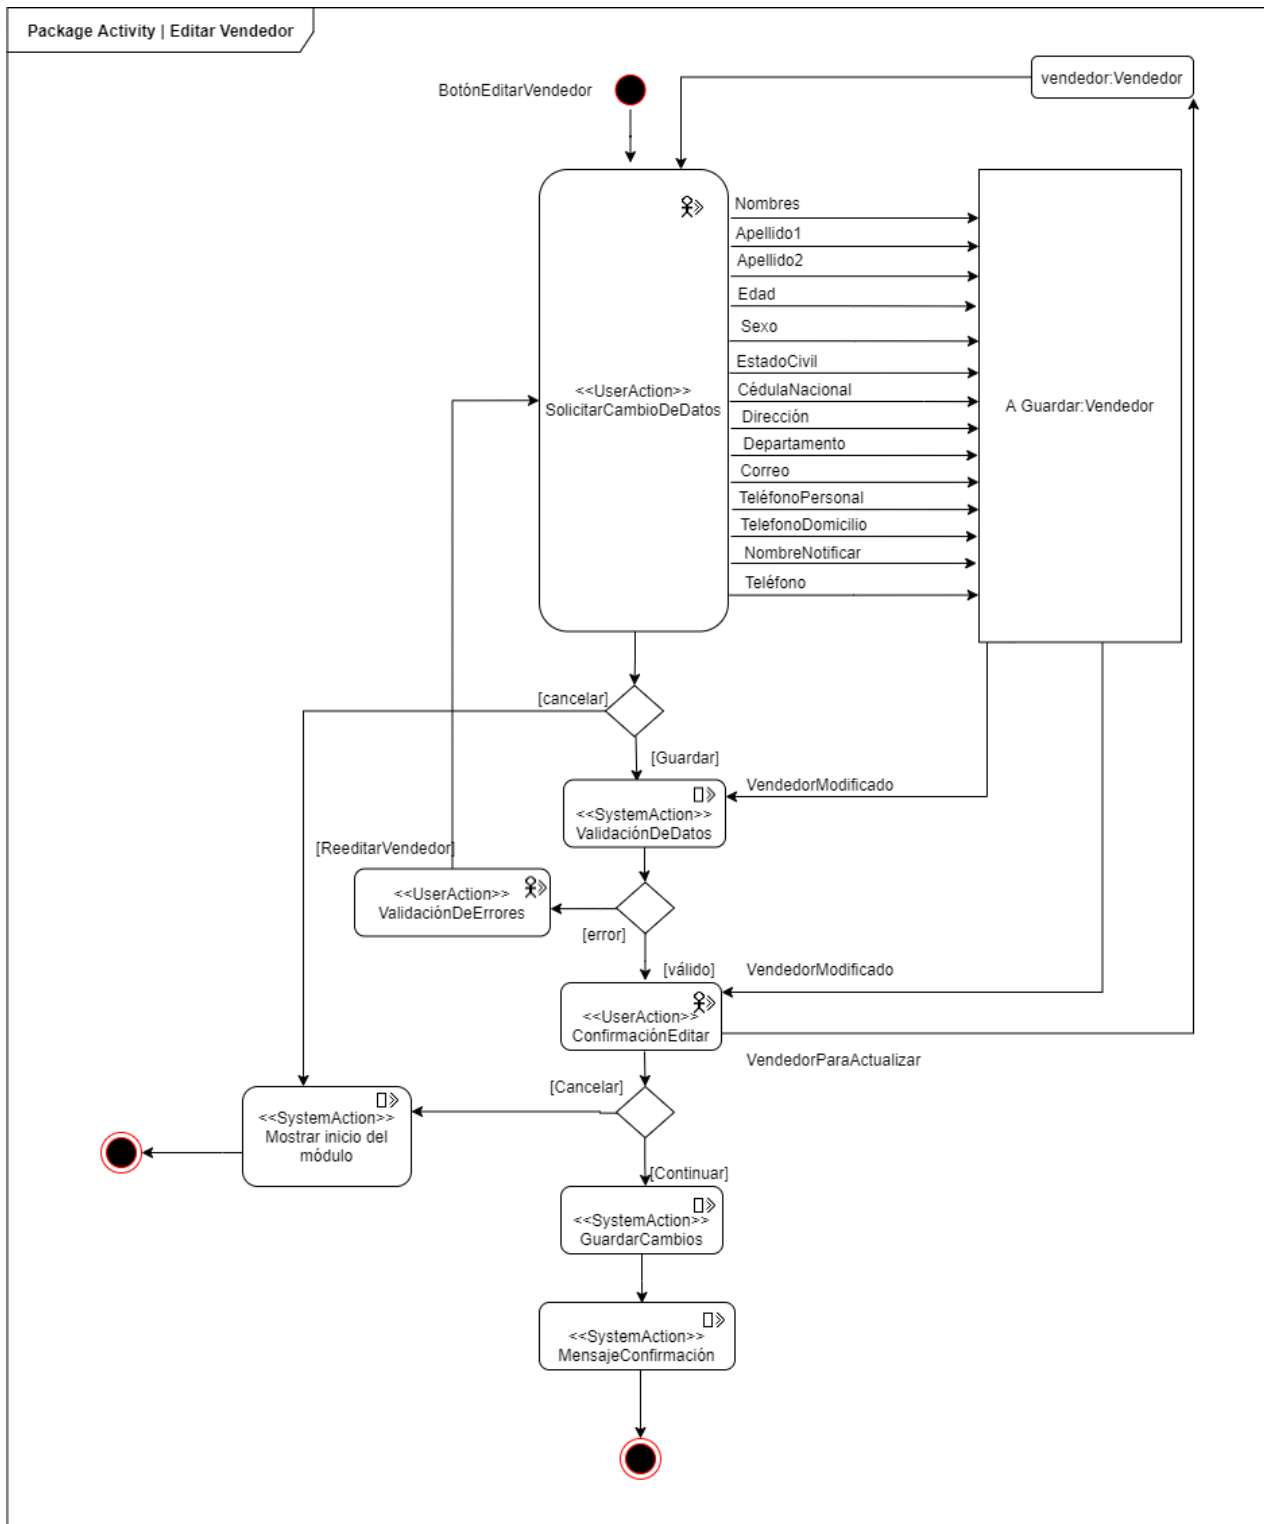 Package Activity | Editar Vendedor
BotónEditarVendedor
vendedor:Vendedor
Nombres
Apellido1
Apellido2
Edad
Sexo
EstadoCivil
CédulaNacional
Dirección
Departamento
Correo
TeléfonoPersonal
TelefonoDomicilio
NombreNotificar
Teléfono
<<UserAction>>
SolicitarCambioDeDatos
A Guardar:Vendedor
[cancelar]
[Guardar]
VendedorModificado
<<SystemAction>>
ValidaciónDeDatos
[ReeditarVendedor]
<<UserAction>>
ValidaciónDeErrores
[error]
[válido]
VendedorModificado
<<UserAction>>
ConfirmaciónEditar
VendedorParaActualizar
[Cancelar]
<<SystemAction>>
Mostrar inicio del
módulo
[Continuar]
<<SystemAction>>
GuardarCambios
<<SystemAction>>
MensajeConfirmación